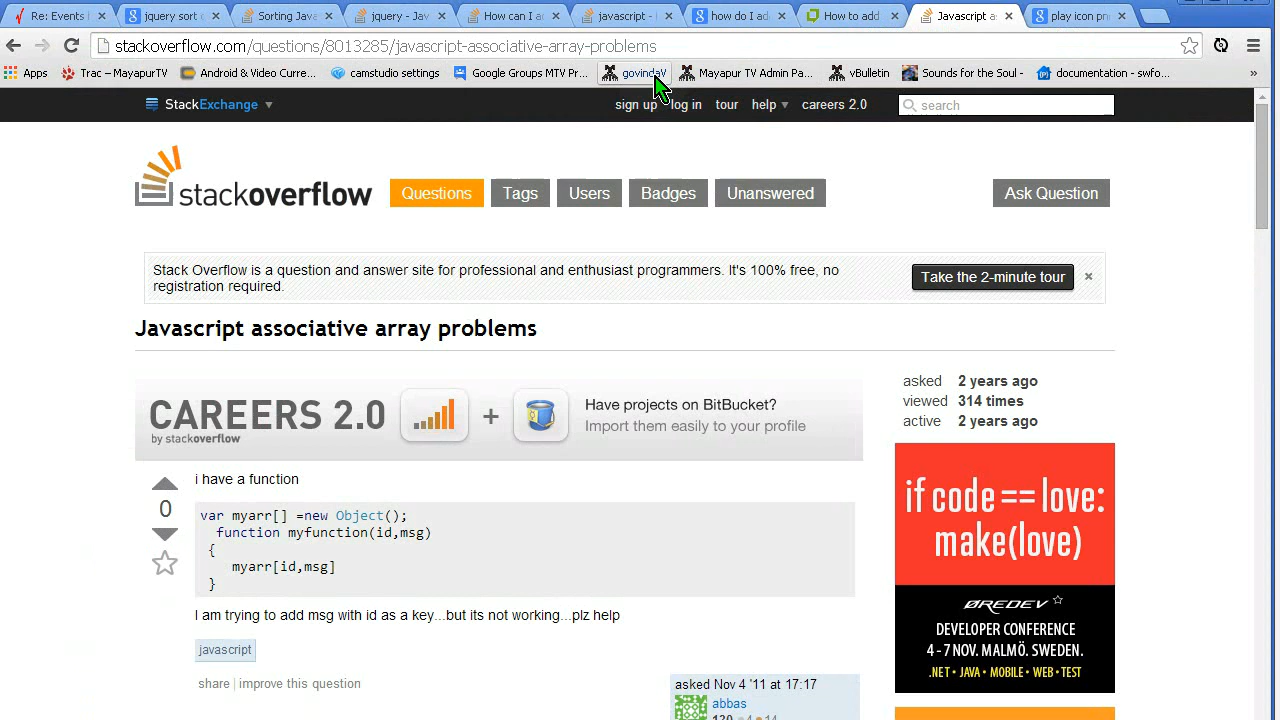 Re: Events
jquery sort
Sorting Java
jquery - Jav
How can I a
javascript -
how do I ad
How to add
Javascript as
play icon pn
stackoverflow.com/questions/8013285/javascript-associative-array-problems
Apps
Trac – MayapurTV
Android & Video Curre...
camstudio settings
Google Groups IRV Pr...
govindaV
TV Admin Pa...
vBulletin
Sounds for the Soul -
documentation - swfo...
»
StackExchange
sign up
log in
tour
help
careers 2.0
search
stackoverflow
Questions
Tags
Users
Badges
Unanswered
Ask Question
Stack Overflow is a question and answer site for professional and enthusiast programmers. It's 100% free, no
registration required.
Take the 2-minute tour
×
Javascript associative array problems
CAREERS 2.0
by stackoverflow
+
Have projects on BitBucket?
Import them easily to your profile
asked 2 years ago
viewed 314 times
active 2 years ago
0
i have a function
var myarr[] =new Object();
function myfunction(id,msg)
{
myarr[id,msg]
}
I am trying to add msg with id as a key...but its not working...plz help
javascript
share
improve this question
asked Nov 4 '11 at 17:17
abbas
if code == love:
make(love)
ØREDEV
DEVELOPER CONFERENCE
4 - 7 NOV. MALMÖ. SWEDEN.
.NET • JAVA • MOBILE • WEB • TEST